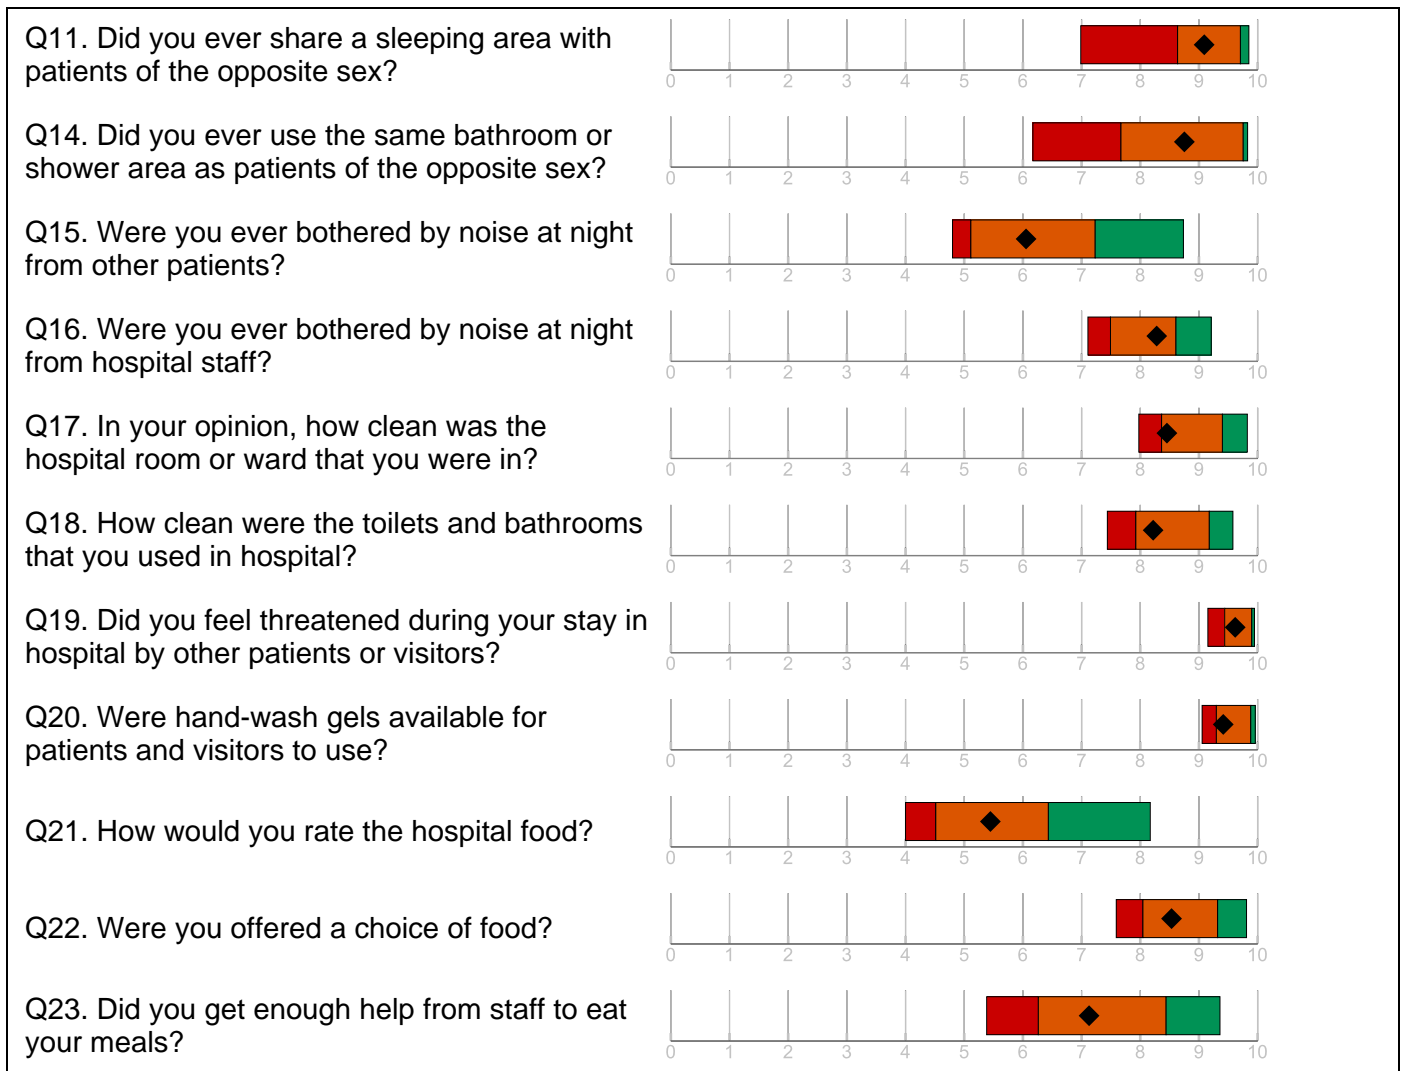 Q11. Did you ever share a sleeping area with
patients of the opposite sex?
0 1 2 3 4 5 6 7 8 9 10
Q14. Did you ever use the same bathroom or
shower area as patients of the opposite sex?
0 1 2 3 4 5 6 7 8 9 10
Q15. Were you ever bothered by noise at night
from other patients?
0 1 2 3 4 5 6 7 8 9 10
Q16. Were you ever bothered by noise at night
from hospital staff?
0 1 2 3 4 5 6 7 8 9 10
Q17. In your opinion, how clean was the
hospital room or ward that you were in?
0 1 2 3 4 5 6 7 8 9 10
Q18. How clean were the toilets and bathrooms
that you used in hospital?
0 1 2 3 4 5 6 7 8 9 10
Q19. Did you feel threatened during your stay in
hospital by other patients or visitors?
0 1 2 3 4 5 6 7 8 9 10
Q20. Were hand-wash gels available for
patients and visitors to use?
0 1 2 3 4 5 6 7 8 9 10
Q21. How would you rate the hospital food?
0 1 2 3 4 5 6 7 8 9 10
Q22. Were you offered a choice of food?
0 1 2 3 4 5 6 7 8 9 10
Q23. Did you get enough help from staff to eat
your meals?
0 1 2 3 4 5 6 7 8 9 10